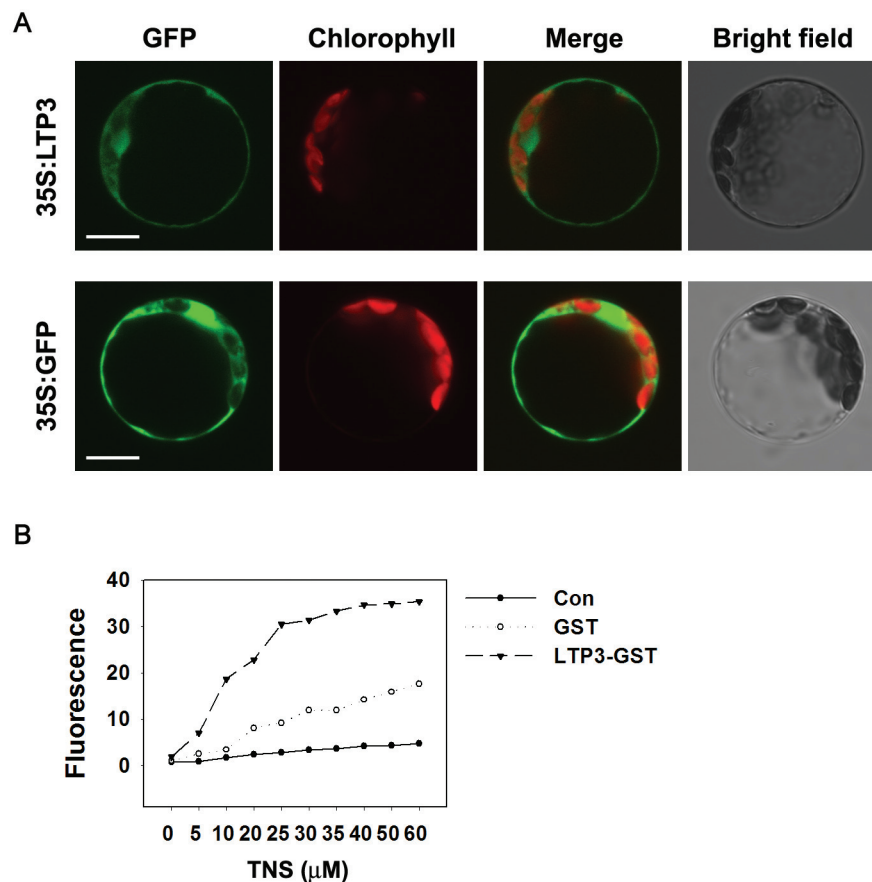 A
GFP Chlorophyll Merge Bright field
35S:LTP3
35S:GFP
B
40
30
20
10
0
Fluorescence
0 5 10 20 25 30 35 40 50 60
TNS (μM)
Con
GST
LTP3-GST